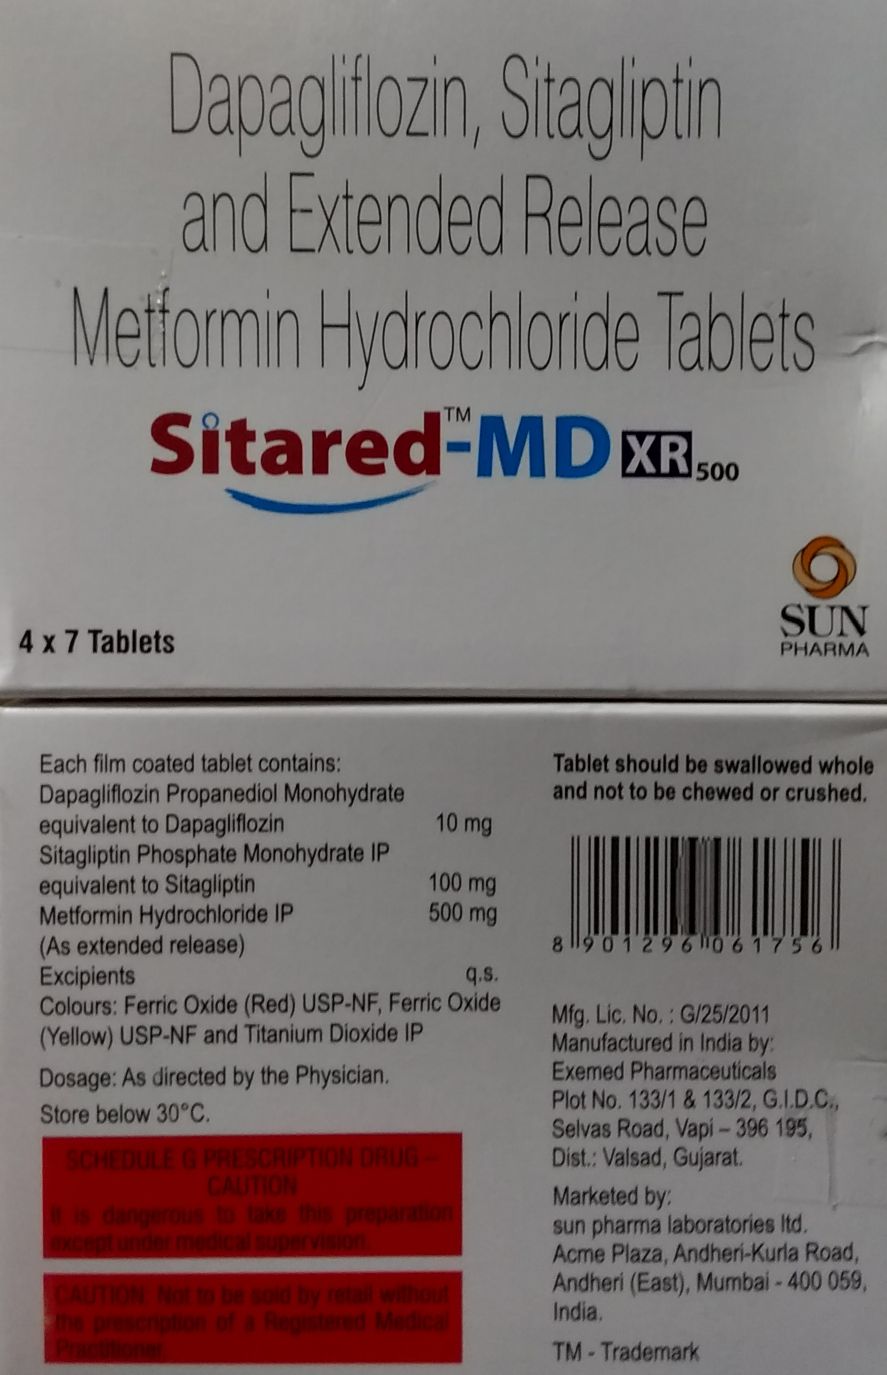 Dapagliflozin, Sitagliptin
and Extended Release
Metformin Hydrochloride Tablets
Sitared™-MD XR 500
SUN
PHARMA
4 x 7 Tablets
Each film coated tablet contains:
Dapagliflozin Propanediol Monohydrate
equivalent to Dapagliflozin 10 mg
Sitagliptin Phosphate Monohydrate IP
equivalent to Sitagliptin 100 mg
Metformin Hydrochloride IP 500 mg
(As extended release)
Excipients q.s.
Colours: Ferric Oxide (Red) USP-NF, Ferric Oxide
(Yellow) USP-NF and Titanium Dioxide IP
Dosage: As directed by the Physician.
Store below 30°C.
SCHEDULE G PRESCRIPTION DRUG –
CAUTION
It is dangerous to take this preparation
except under medical supervision.
CAUTION: Not to be sold by retail without
the prescription of a Registered Medical
Practitioner.
Tablet should be swallowed whole
and not to be chewed or crushed.
8 901296 061756
Mfg. Lic. No. : G/25/2011
Manufactured in India by:
Exemed Pharmaceuticals
Plot No. 133/1 & 133/2, G.I.D.C.,
Selvas Road, Vapi – 396 195,
Dist.: Valsad, Gujarat.
Marketed by:
sun pharma laboratories ltd.
Acme Plaza, Andheri-Kurla Road,
Andheri (East), Mumbai - 400 059,
India.
TM - Trademark